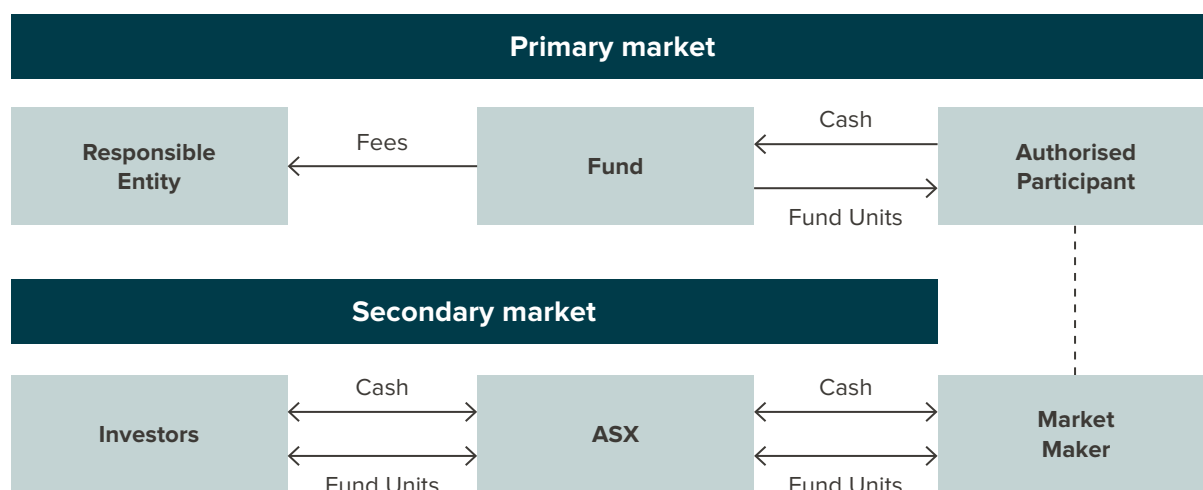 Primary market
Responsible
Entity
Fees
Fund
Cash
Fund Units
Authorised
Participant
Secondary market
Investors
Cash
Fund Units
ASX
Cash
Fund Units
Market
Maker